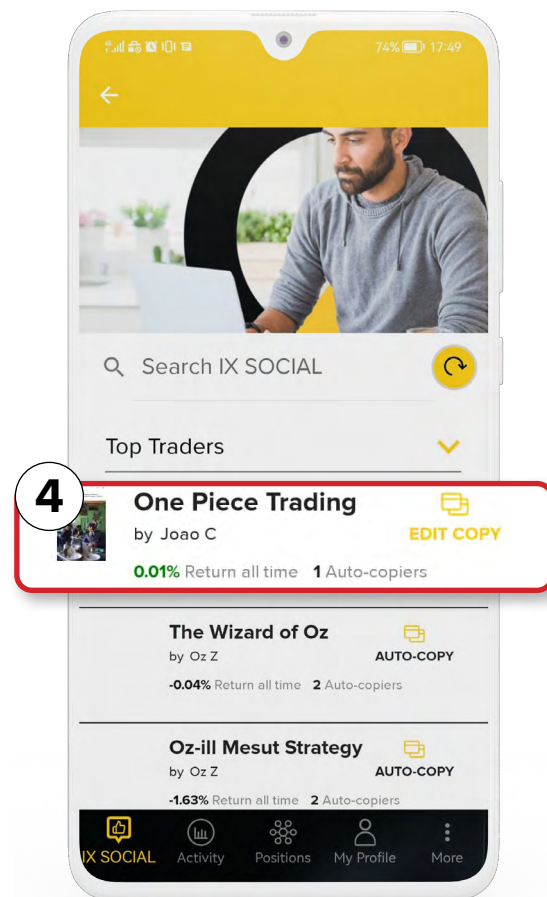 74% 17:49
Search IX SOCIAL
Top Traders
4
One Piece Trading
by Joao C
EDIT COPY
0.01% Return all time 1 Auto-copiers
The Wizard of Oz
by Oz Z
AUTO-COPY
-0.04% Return all time 2 Auto-copiers
Oz-ill Mesut Strategy
by Oz Z
AUTO-COPY
-1.63% Return all time 2 Auto-copiers
IX SOCIAL Activity Positions My Profile More